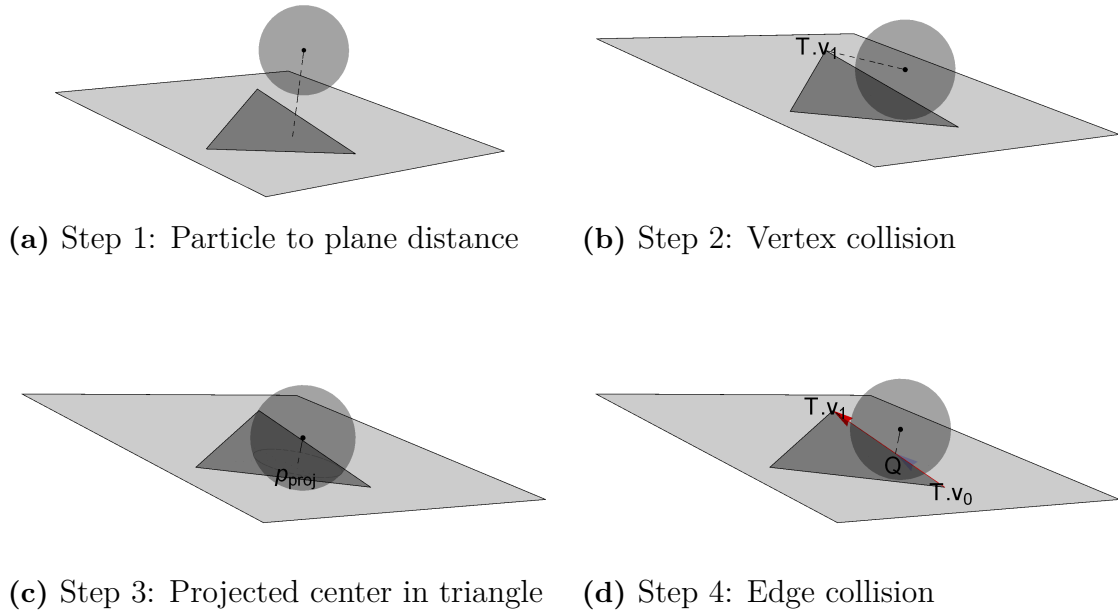 T.v₁
(a) Step 1: Particle to plane distance
(b) Step 2: Vertex collision
p_proj
T.v₁
Q
T.v₀
(c) Step 3: Projected center in triangle
(d) Step 4: Edge collision